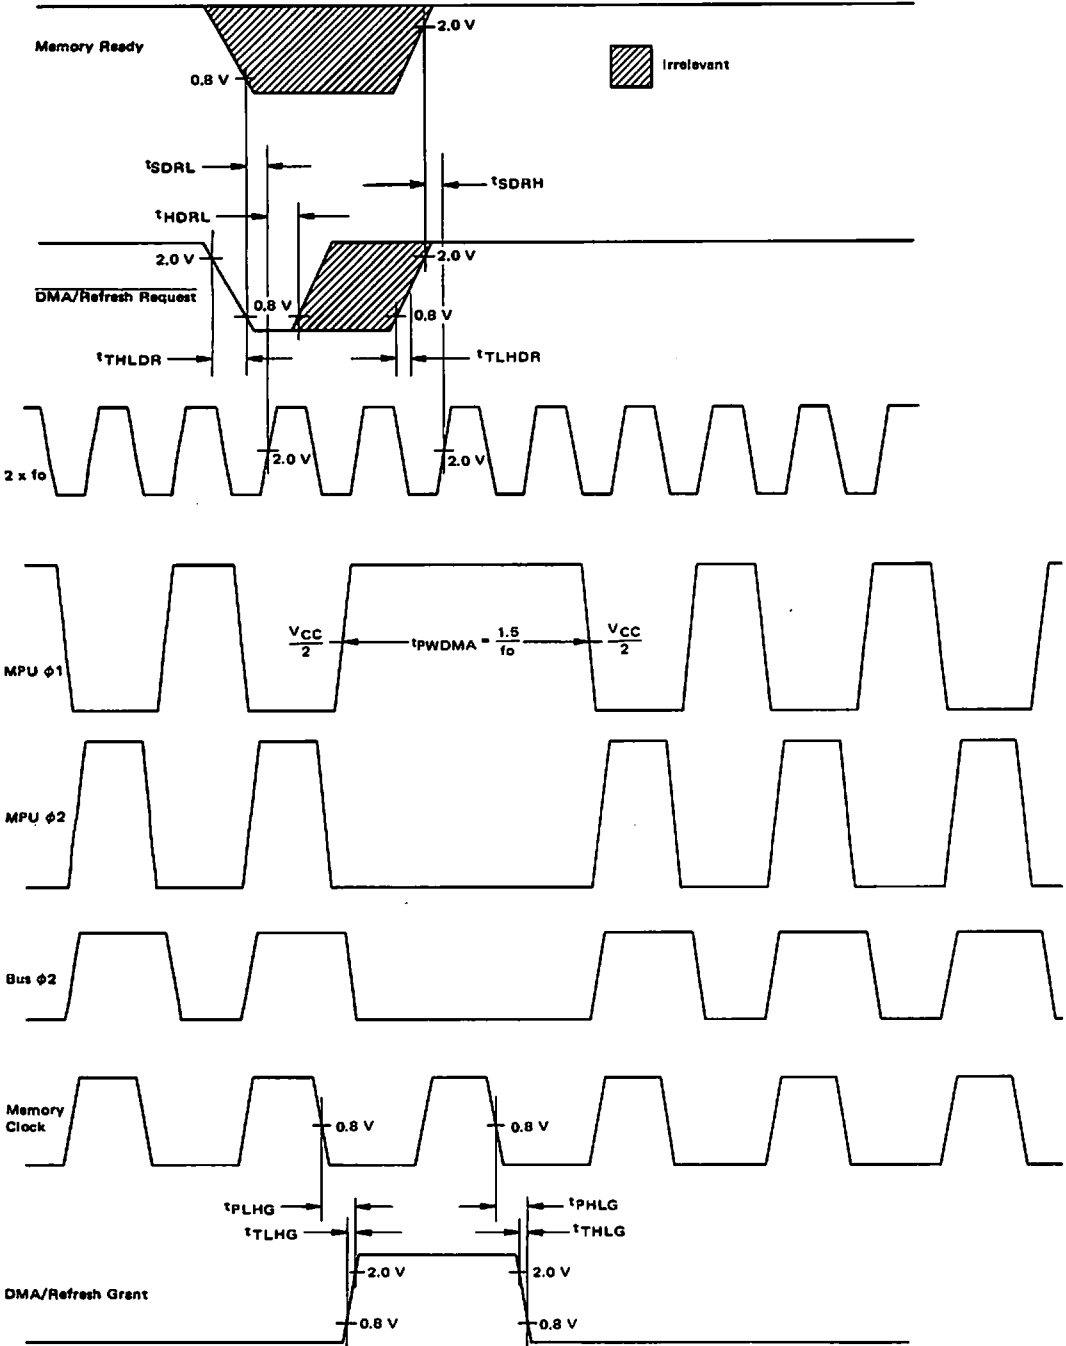 2.0 V
Memory Ready
Irrelevant
0.8 V
tSDRL
tSDRH
tHDRL
2.0 V
2.0 V
DMA/Refresh Request
0.8 V
0.8 V
tTHLDR
tTLHDR
2.0 V
2.0 V
2 x fo
VCC/2
tPWDMA = 1.5/fo
VCC/2
MPU φ1
MPU φ2
Bus φ2
Memory
Clock
0.8 V
0.8 V
tPLHG
tPHLG
tTLHG
tTHLG
2.0 V
2.0 V
DMA/Refresh Grant
0.8 V
0.8 V